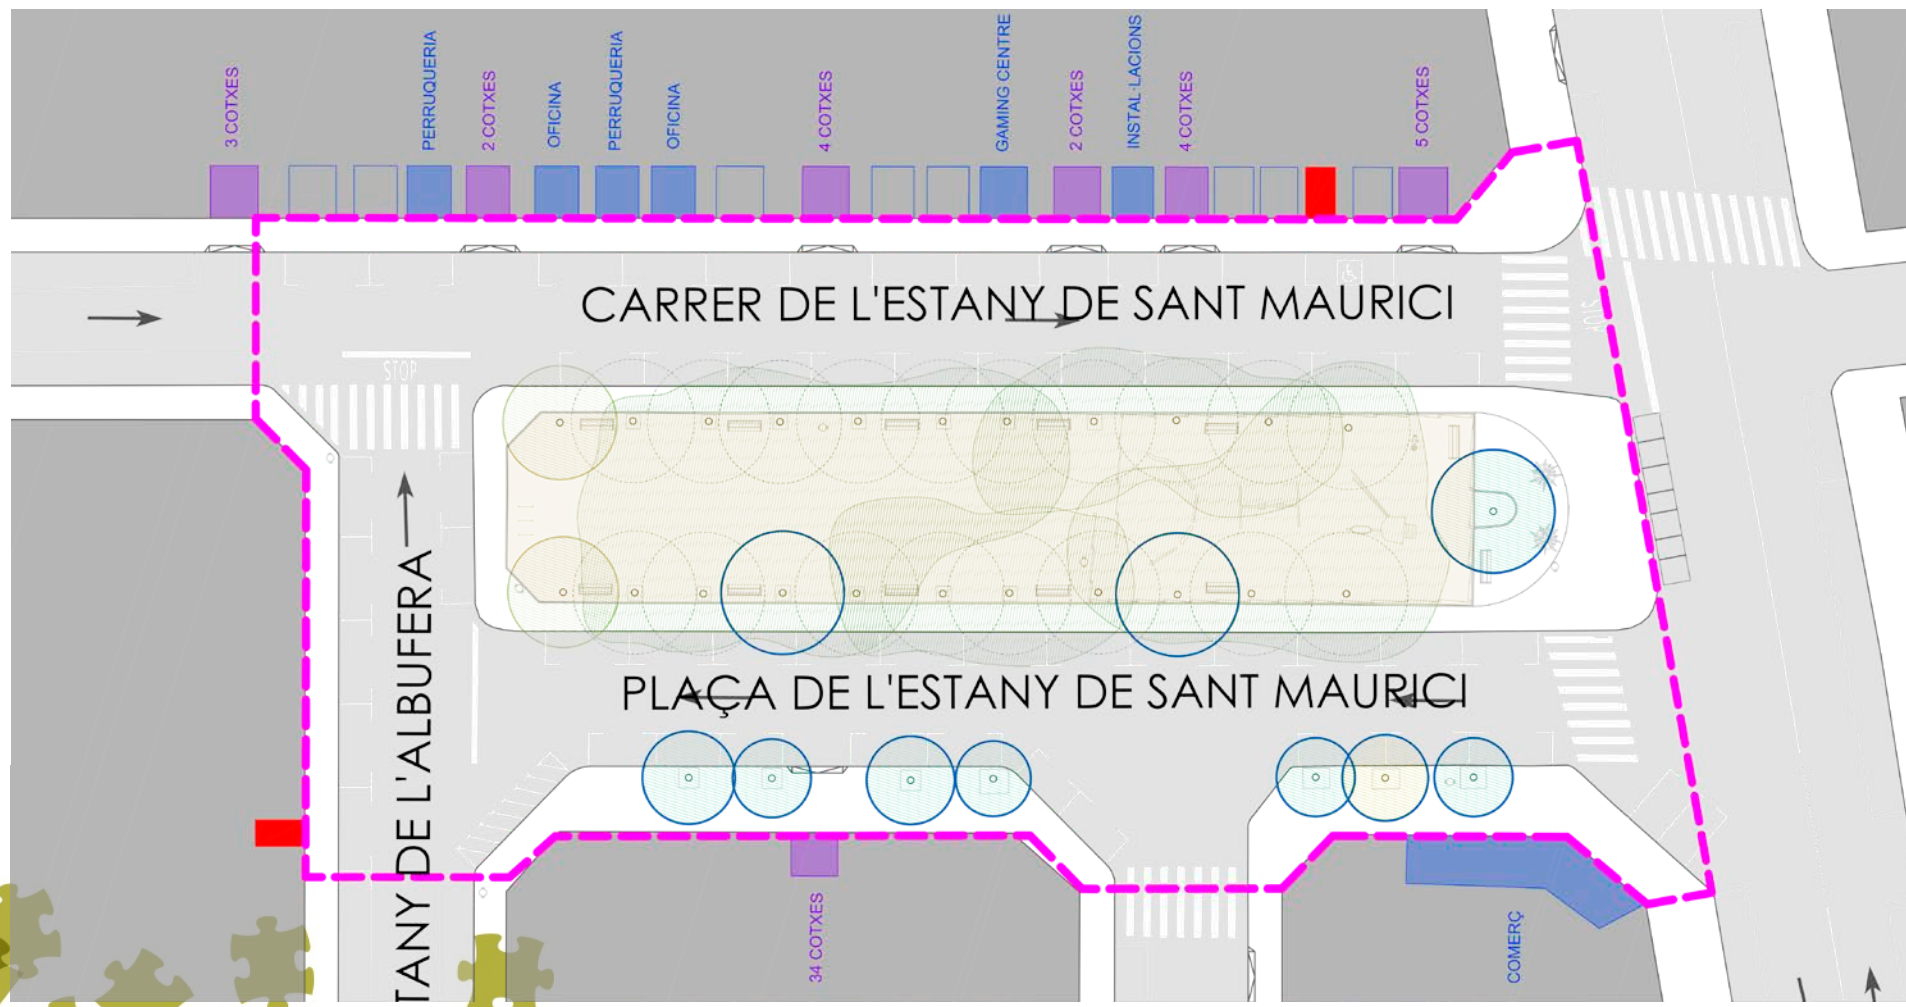 3 COTXES
PERRUQUERIA
2 COTXES
OFICINA
PERRUQUERIA
OFICINA
4 COTXES
GAMING CENTRE
2 COTXES
INSTAL·LACIONS
4 COTXES
5 COTXES
CARRER DE L'ESTANY DE SANT MAURICI
STOP
STOP
PLAÇA DE L'ESTANY DE SANT MAURICI
TANY DE L'ALBUFERA
34 COTXES
COMERÇ